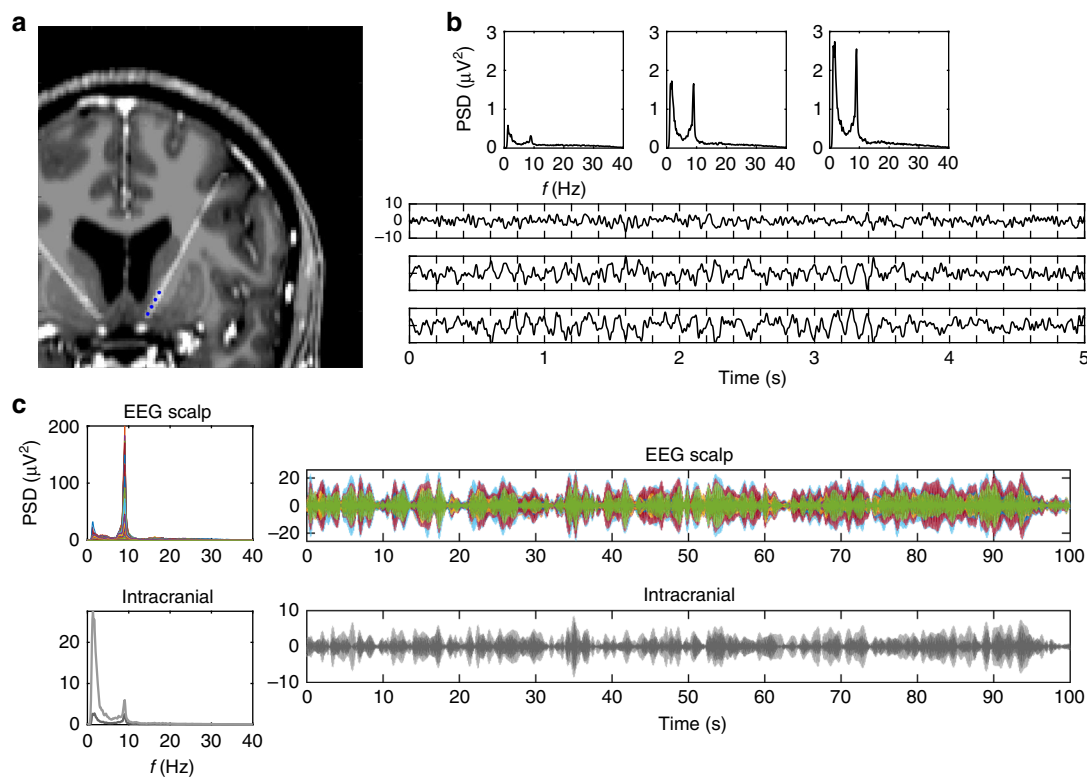 a
b
PSD (μV²)
3 3 3
2 2 2
1 1 1
0 0 0
0 10 20 30 40 0 10 20 30 40 0 10 20 30 40
f (Hz)
10
0
−10
0 1 2 3 4 5
Time (s)
c
EEG scalp
PSD (μV²)
200
100
0
0 10 20 30 40
EEG scalp
20
0
−20
0 10 20 30 40 50 60 70 80 90 100
Intracranial
20
10
0
0 10 20 30 40
f (Hz)
Intracranial
10
0
−10
0 10 20 30 40 50 60 70 80 90 100
Time (s)